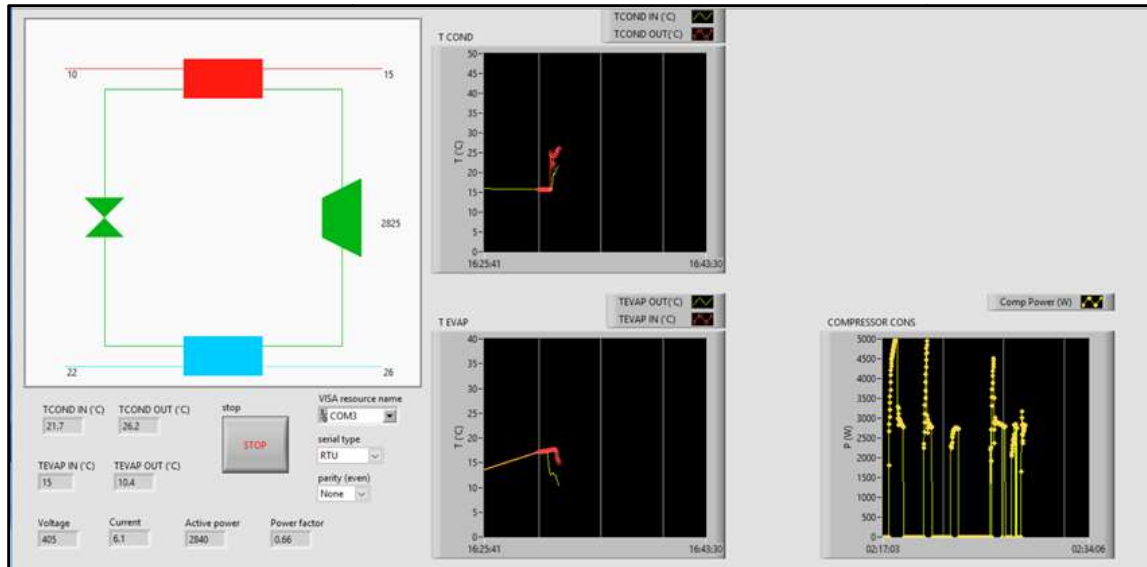 10
15
2825
22
26
TCOND IN (°C)
TCOND OUT (°C)
21.7
26.2
TEVAP IN (°C)
TEVAP OUT (°C)
15
10.4
Voltage
Current
Active power
Power factor
405
6.1
2840
0.66
stop
STOP
VISA resource name
COM3
serial type
RTU
parity (even)
None
TCOND IN (°C)
TCOND OUT(°C)
T COND
T (°C)
50
45
40
35
30
25
20
15
10
5
0
16:25:41
16:43:30
TEVAP OUT(°C)
TEVAP IN (°C)
T EVAP
T (°C)
40
35
30
25
20
15
10
5
0
16:25:41
16:43:30
Comp Power (W)
COMPRESSOR CONS
P (W)
5000
4500
4000
3500
3000
2500
2000
1500
1000
500
0
02:17:03
02:34:06